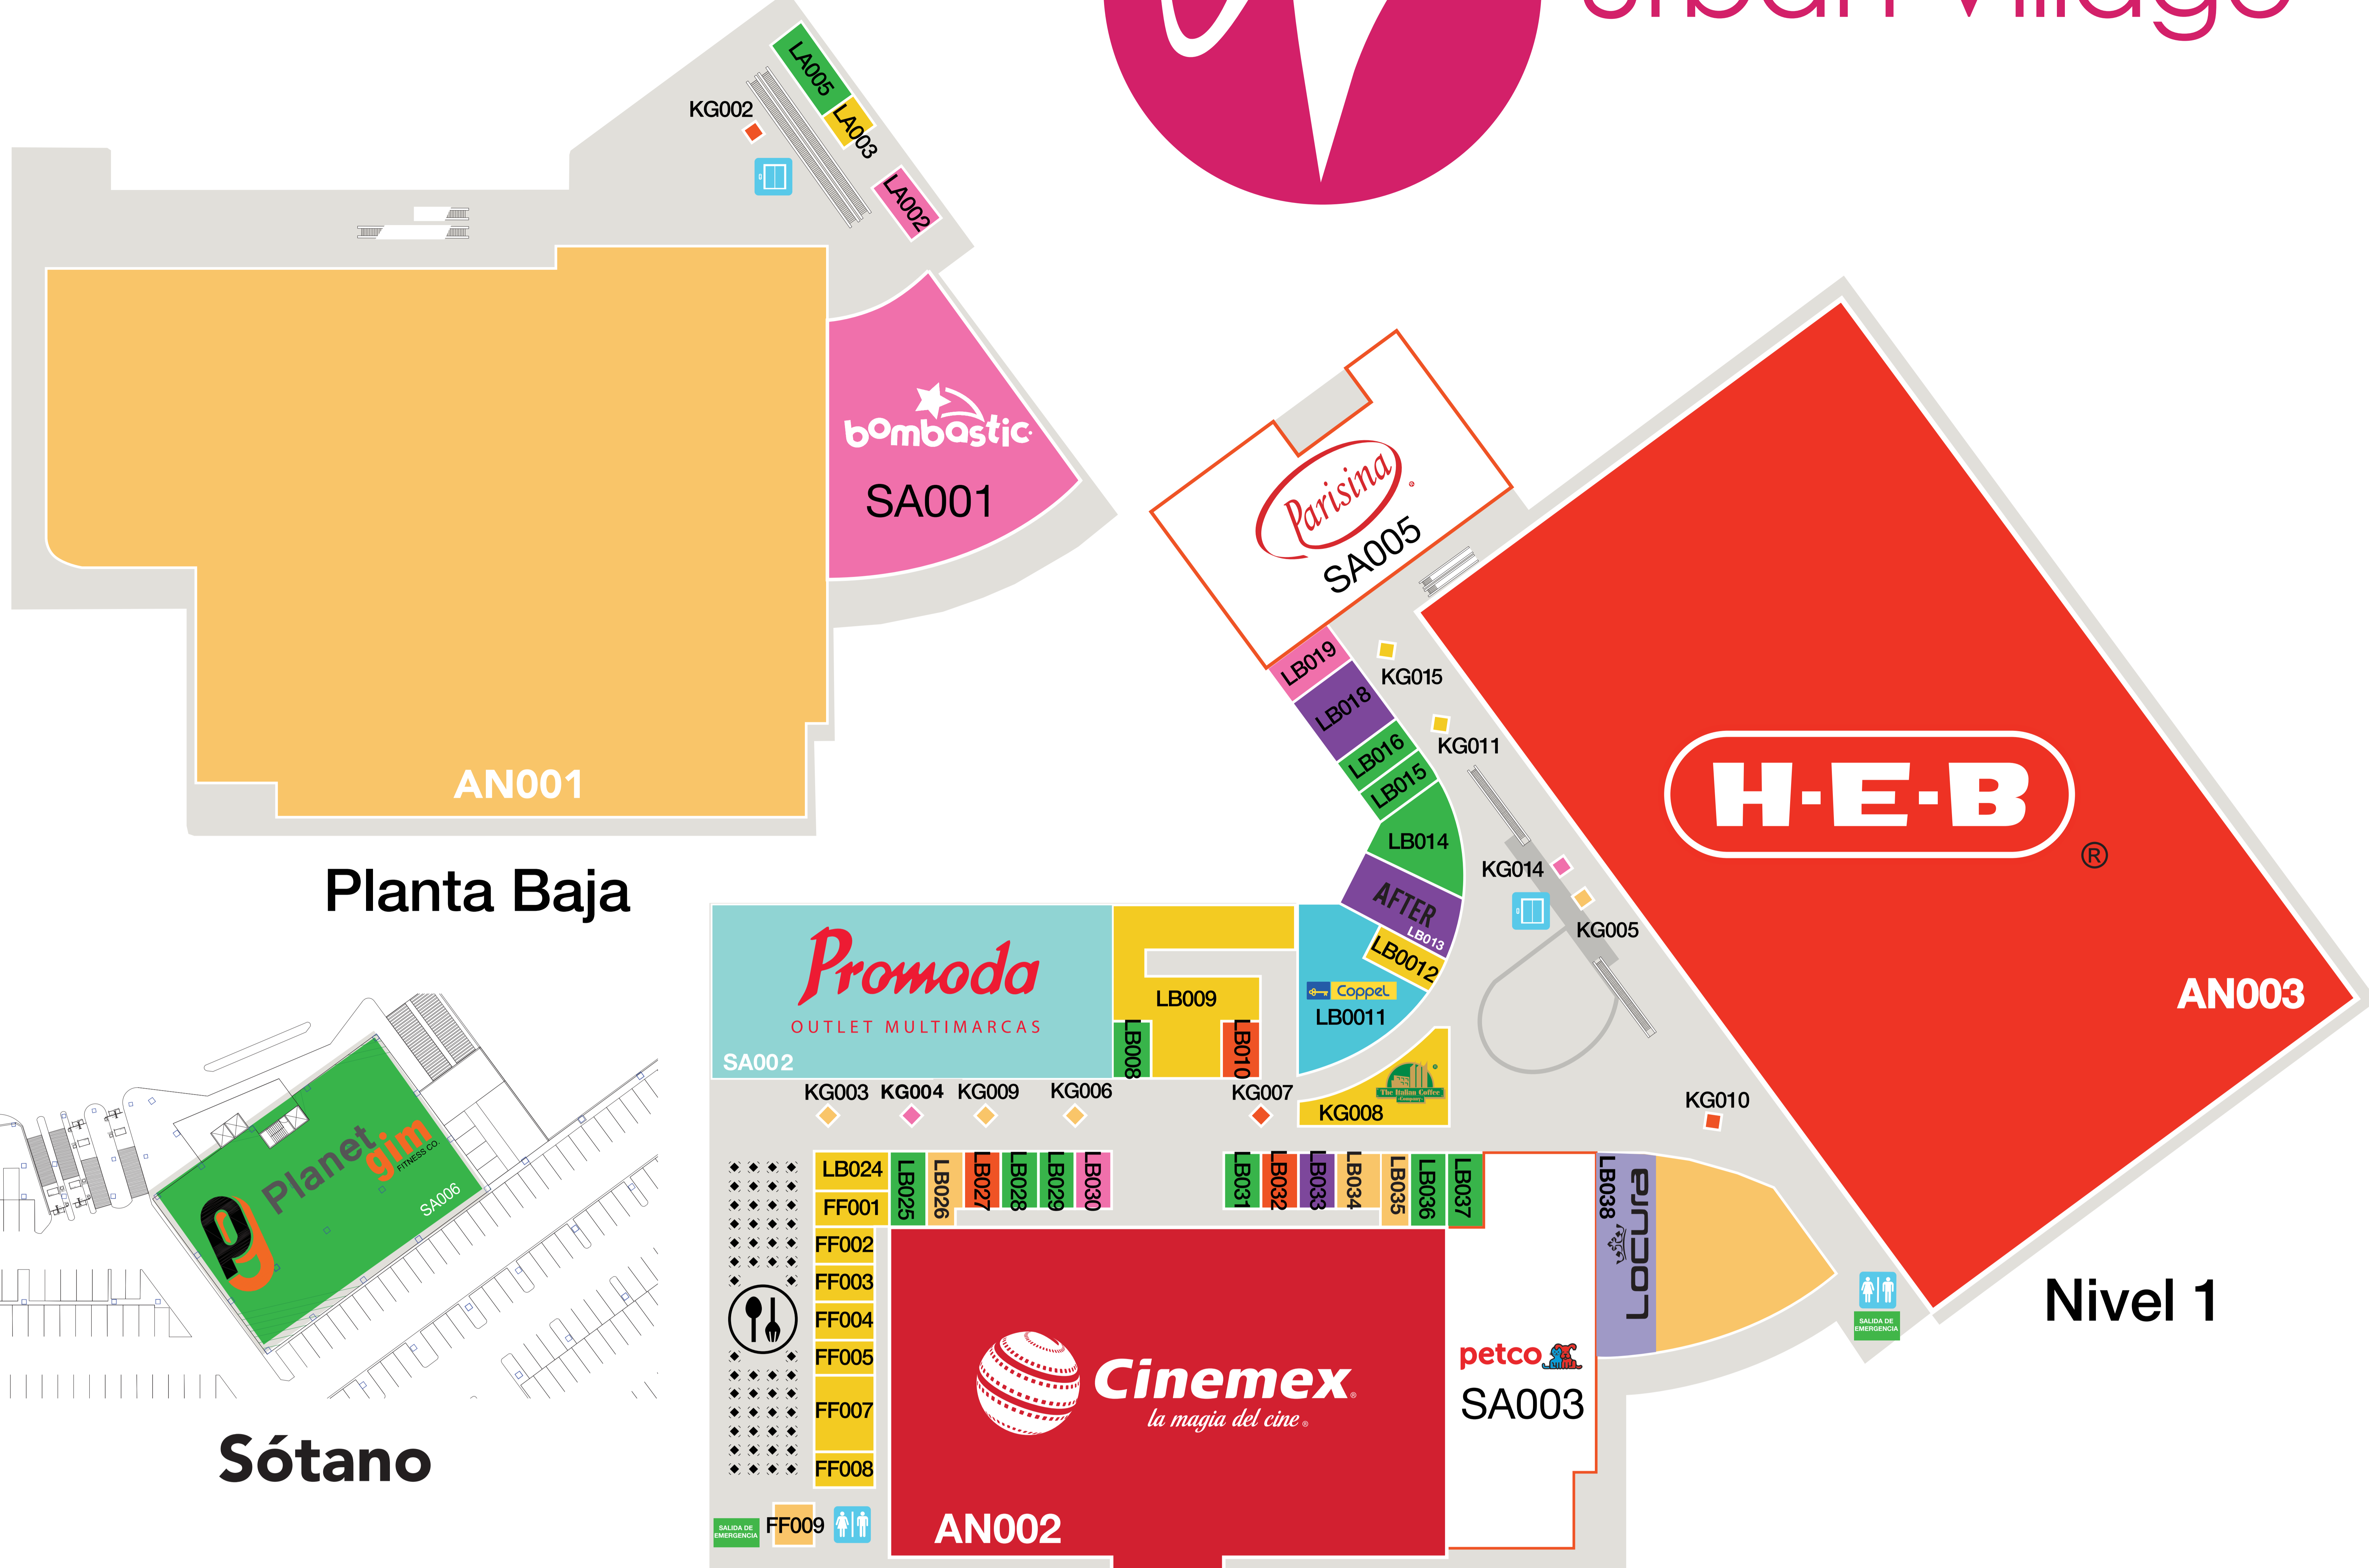 Urban Village
LA005
LA003
LA002
KG002
bombastic
SA001
AN001
Planta Baja
Parisina
SA005
LB019
LB018
LB016
LB015
LB014
AFTER
LB013
LB0012
Coppel
LB0011
KG015
KG011
KG014
KG005
H-E-B
®
AN003
Promoda
OUTLET MULTIMARCAS
SA002
LB009
LB008
LB010
The Italian Coffee
Company
KG008
KG003
KG004
KG009
KG006
KG007
KG010
LB024
LB025
LB026
LB027
LB028
LB029
LB030
LB031
LB032
LB033
LB034
LB035
LB036
LB037
LB038
LOCURA
FF001
FF002
FF003
FF004
FF005
FF007
FF008
FF009
SALIDA DE
EMERGENCIA
Cinemex®
la magia del cine®
AN002
petco
SA003
SALIDA DE
EMERGENCIA
Nivel 1
pg
Planet
gim
FITNESS CO.
SA006
Sótano